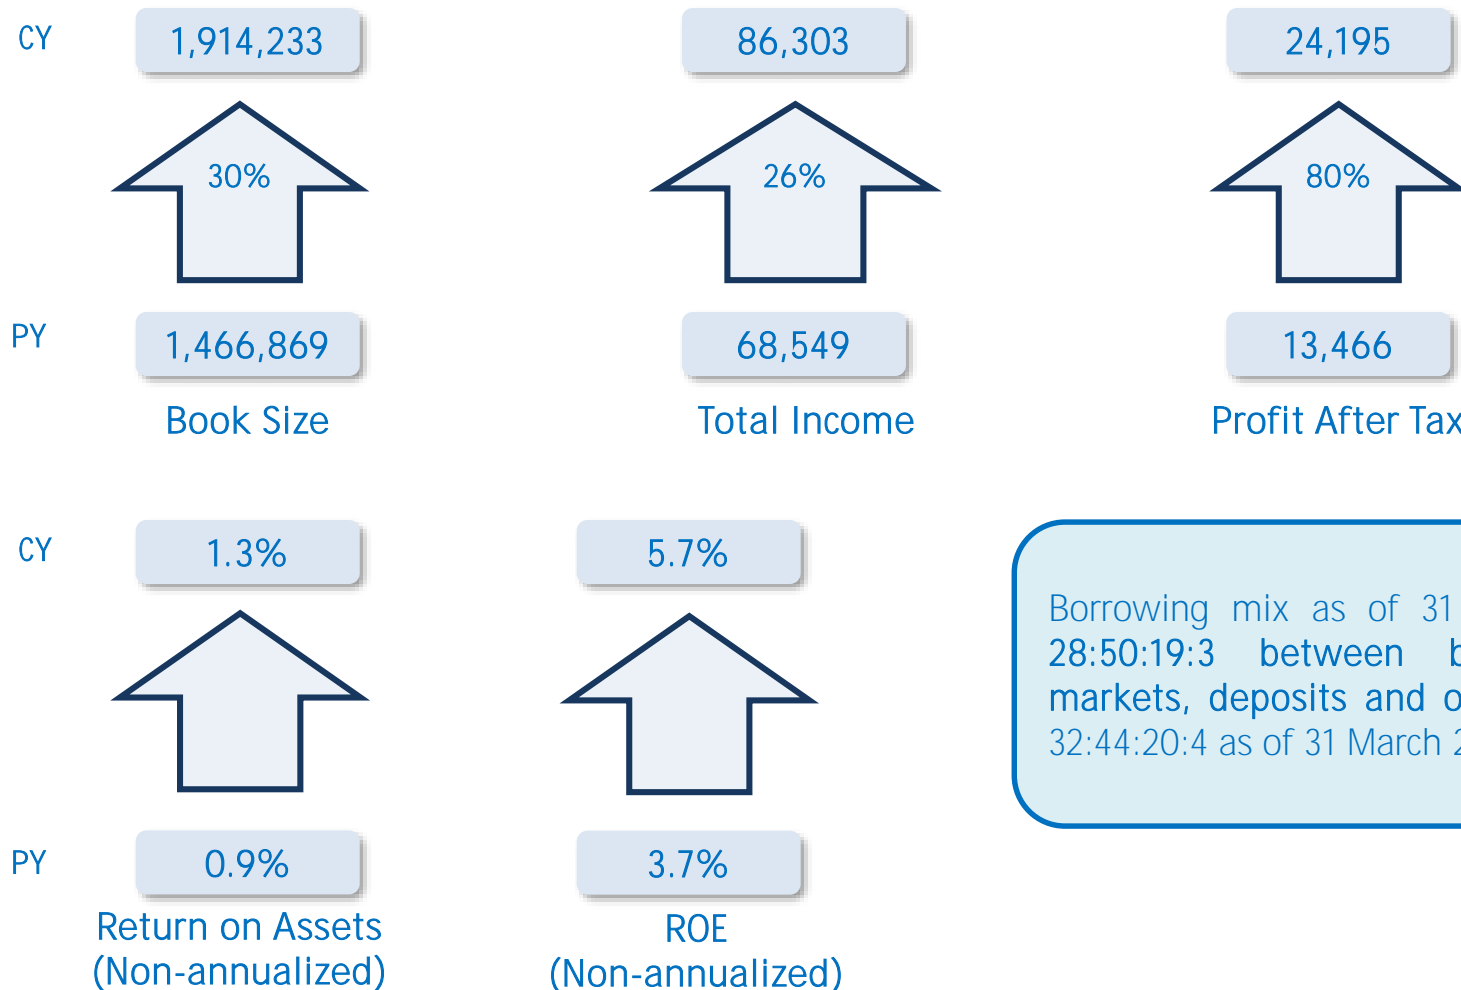 CY
1,914,233
86,303
24,195
30%
26%
80%
PY
1,466,869
68,549
13,466
Book Size
Total Income
Profit After Tax
CY
1.3%
5.7%
Borrowing mix as of 31
28:50:19:3 between
markets, deposits and
32:44:20:4 as of 31 March
PY
0.9%
3.7%
Return on Assets
(Non-annualized)
ROE
(Non-annualized)